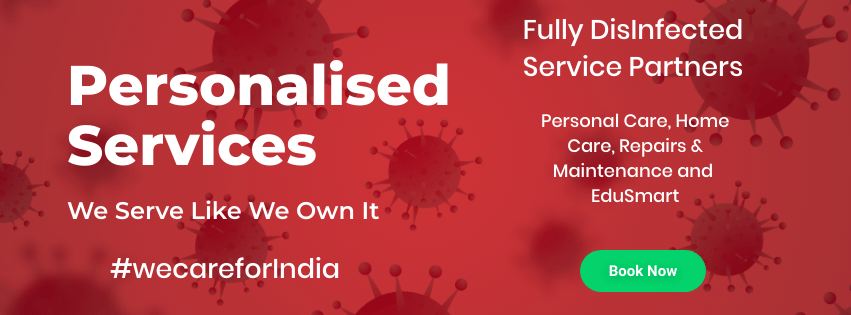 Personalised
Services
We Serve Like We Own It
#wecareforIndia
Fully DisInfected
Service Partners
Personal Care, Home
Care, Repairs &
Maintenance and
EduSmart
Book Now